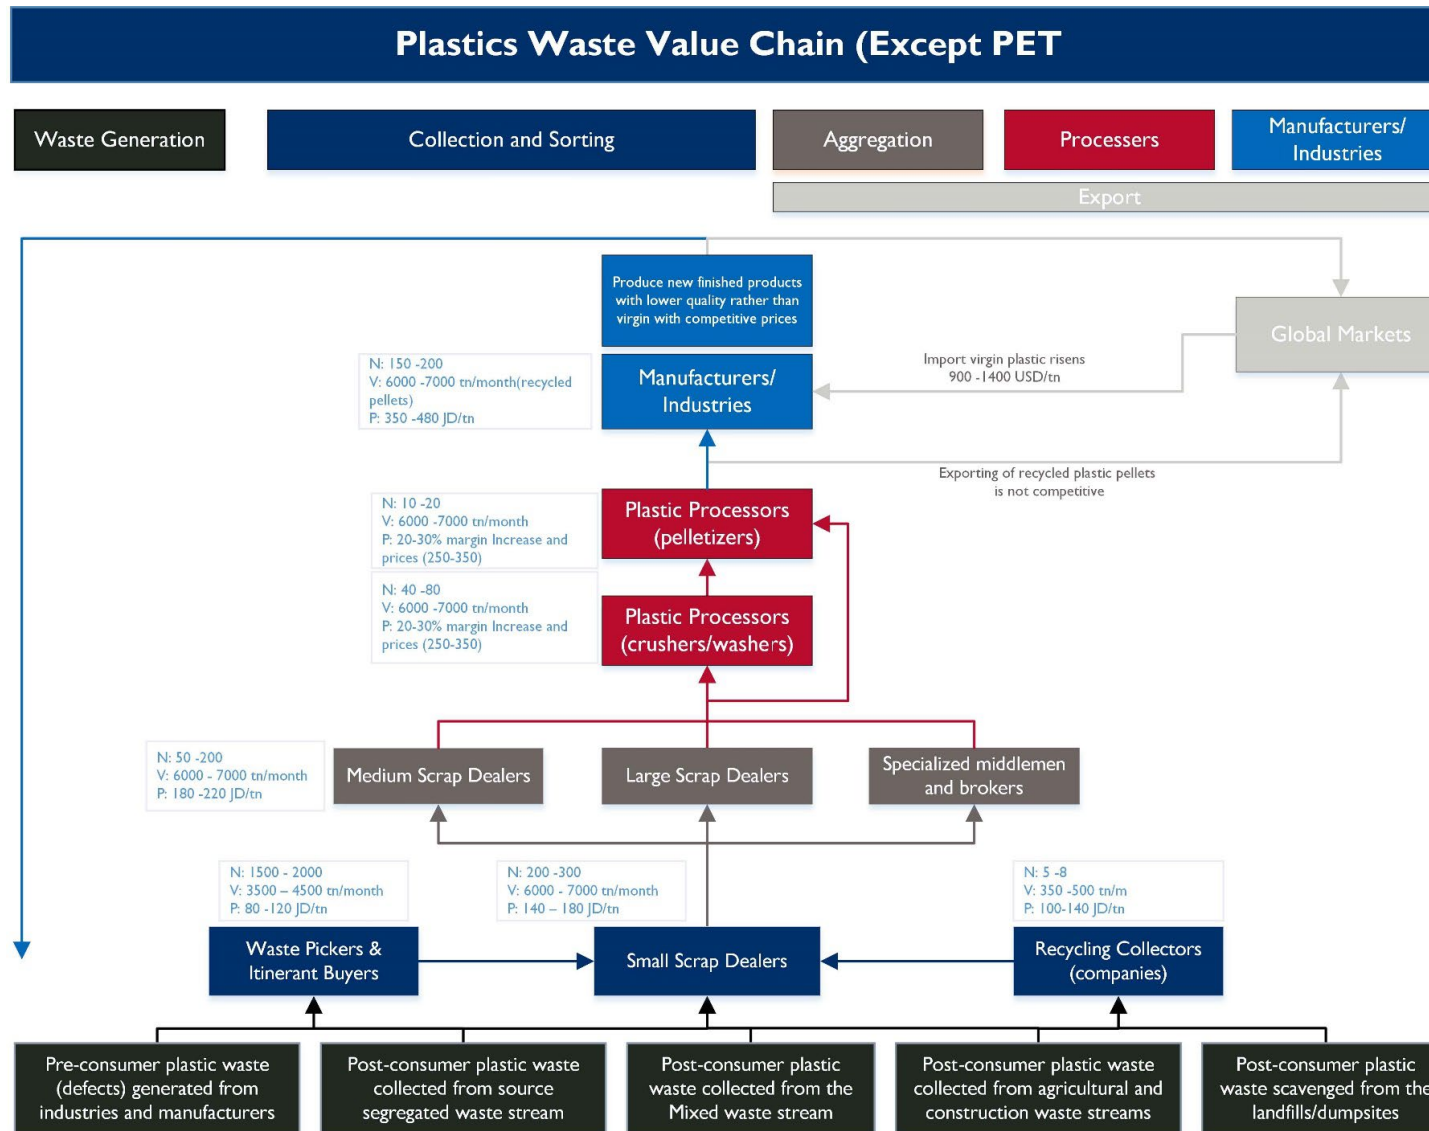 Plastics Waste Value Chain (Except PET
Waste Generation
Collection and Sorting
Aggregation
Processers
Manufacturers/
Industries
Export
Produce new finished products
with lower quality rather than
virgin with competitive prices
Global Markets
N: 150 -200
V: 6000 -7000 tn/month(recycled
pellets)
P: 350 -480 JD/tn
Manufacturers/
Industries
Import virgin plastic risens
900 -1400 USD/tn
Exporting of recycled plastic pellets
is not competitive
N: 10 -20
V: 6000 -7000 tn/month
P: 20-30% margin Increase and
prices (250-350)
Plastic Processors
(pelletizers)
N: 40 -80
V: 6000 -7000 tn/month
P: 20-30% margin Increase and
prices (250-350)
Plastic Processors
(crushers/washers)
N: 50 -200
V: 6000 - 7000 tn/month
P: 180 -220 JD/tn
Medium Scrap Dealers
Large Scrap Dealers
Specialized middlemen
and brokers
N: 1500 - 2000
V: 3500 – 4500 tn/month
P: 80 -120 JD/tn
N: 200 -300
V: 6000 - 7000 tn/month
P: 140 – 180 JD/tn
N: 5 -8
V: 350 -500 tn/m
P: 100-140 JD/tn
Waste Pickers &
Itinerant Buyers
Small Scrap Dealers
Recycling Collectors
(companies)
Pre-consumer plastic waste
(defects) generated from
industries and manufacturers
Post-consumer plastic waste
collected from source
segregated waste stream
Post-consumer plastic
waste collected from the
Mixed waste stream
Post-consumer plastic waste
collected from agricultural and
construction waste streams
Post-consumer plastic
waste scavenged from the
landfills/dumpsites